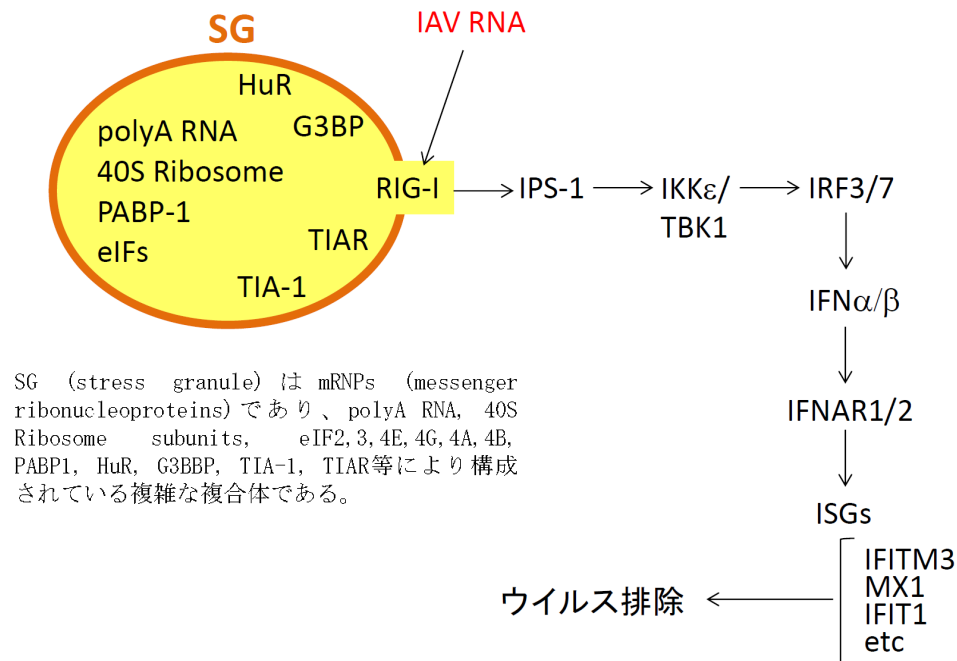 SG
IAV RNA
HuR
G3BP
polyA RNA
40S Ribosome
PABP-1
eIFs
RIG-I
TIAR
TIA-1
IPS-1
IKKε/
TBK1
IRF3/7
IFNα/β
IFNAR1/2
ISGs
IFITM3
MX1
IFIT1
etc
ウイルス排除
SG (stress granule) は mRNPs (messenger
ribonucleoproteins)であり、polyA RNA, 40S
Ribosome subunits, eIF2,3,4E,4G,4A,4B,
PABP1, HuR, G3BBP, TIA-1, TIAR等により構成
されている複雑な複合体である。